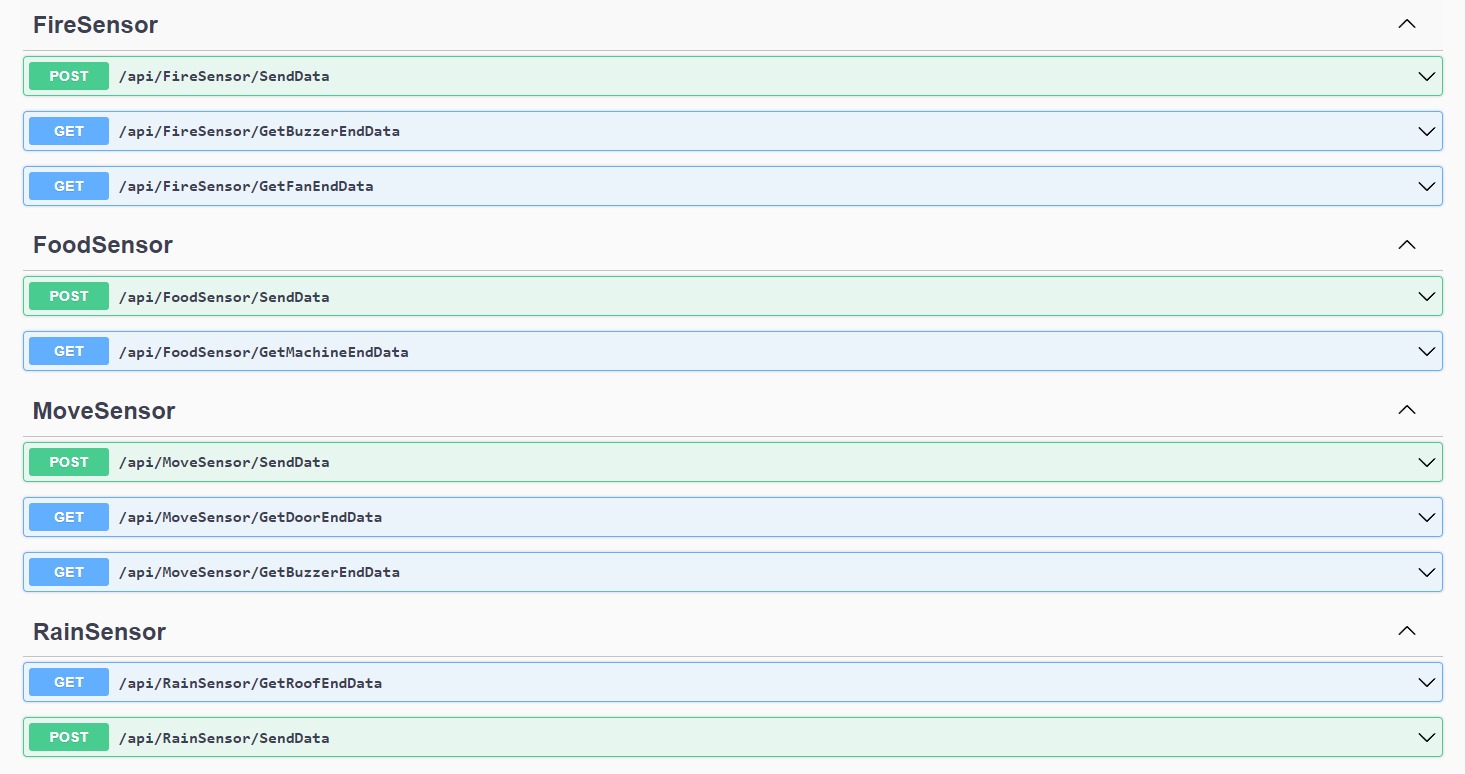 FireSensor
POST /api/FireSensor/SendData
GET /api/FireSensor/GetBuzzerEndData
GET /api/FireSensor/GetFanEndData
FoodSensor
POST /api/FoodSensor/SendData
GET /api/FoodSensor/GetMachineEndData
MoveSensor
POST /api/MoveSensor/SendData
GET /api/MoveSensor/GetDoorEndData
GET /api/MoveSensor/GetBuzzerEndData
RainSensor
GET /api/RainSensor/GetRoofEndData
POST /api/RainSensor/SendData